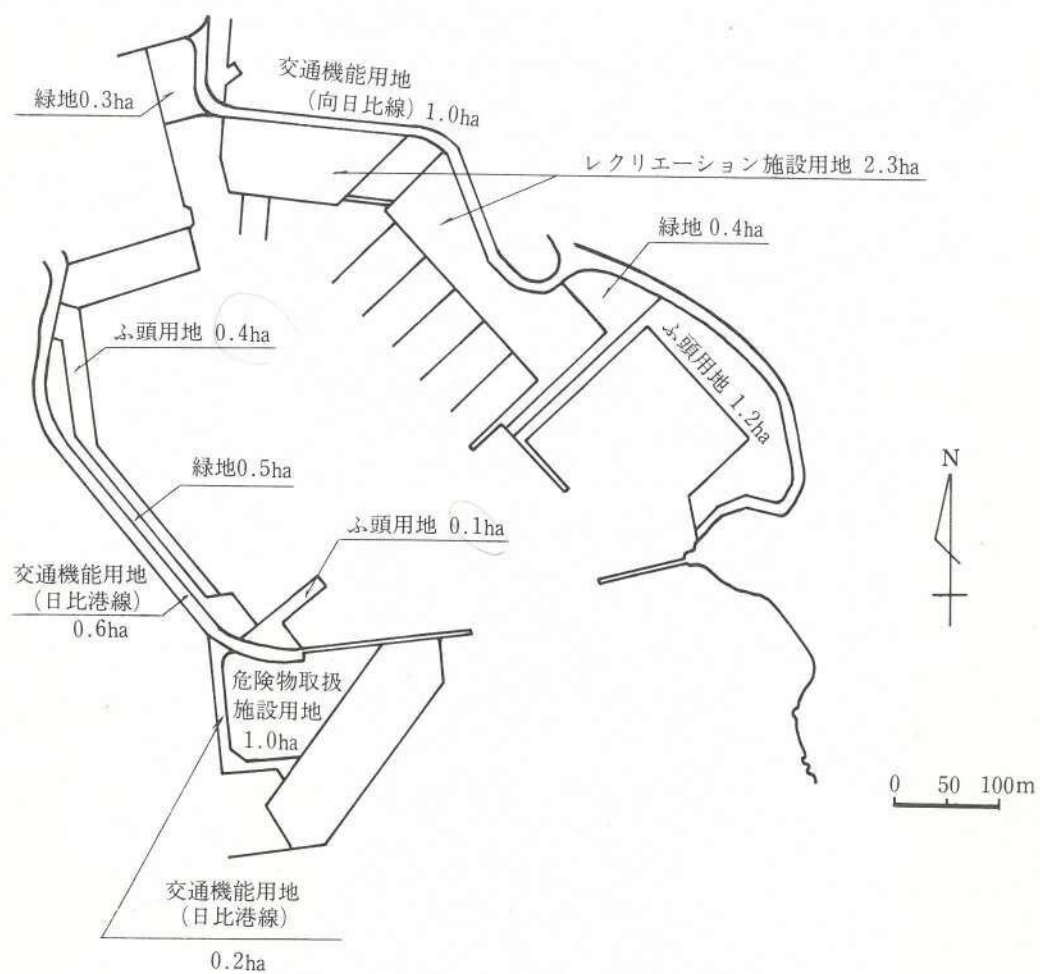 交通機能用地
(向日比線) 1.0ha
緑地0.3ha
レクリエーション施設用地 2.3ha
緑地 0.4ha
ふ頭用地 0.4ha
ふ頭用地 1.2ha
緑地0.5ha
N
ふ頭用地 0.1ha
交通機能用地
(日比港線)
0.6ha
危険物取扱
施設用地
1.0ha
0 50 100m
交通機能用地
(日比港線)
0.2ha